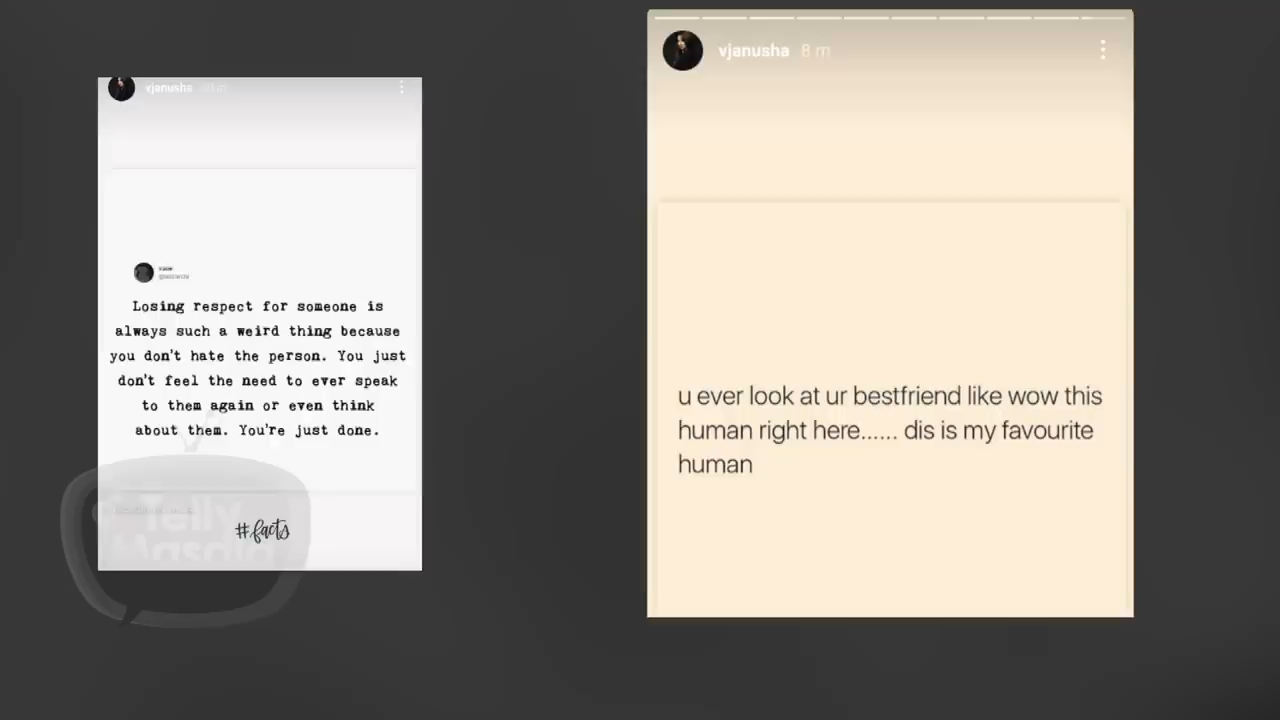 vjanusha
Losing respect for someone is
always such a weird thing because
you don't hate the person. You just
don't feel the need to ever speak
to them again or even think
about them. You're just done.
#facts
Telly
Masala
vjanusha 8 m
u ever look at ur bestfriend like wow this
human right here...... dis is my favourite
human